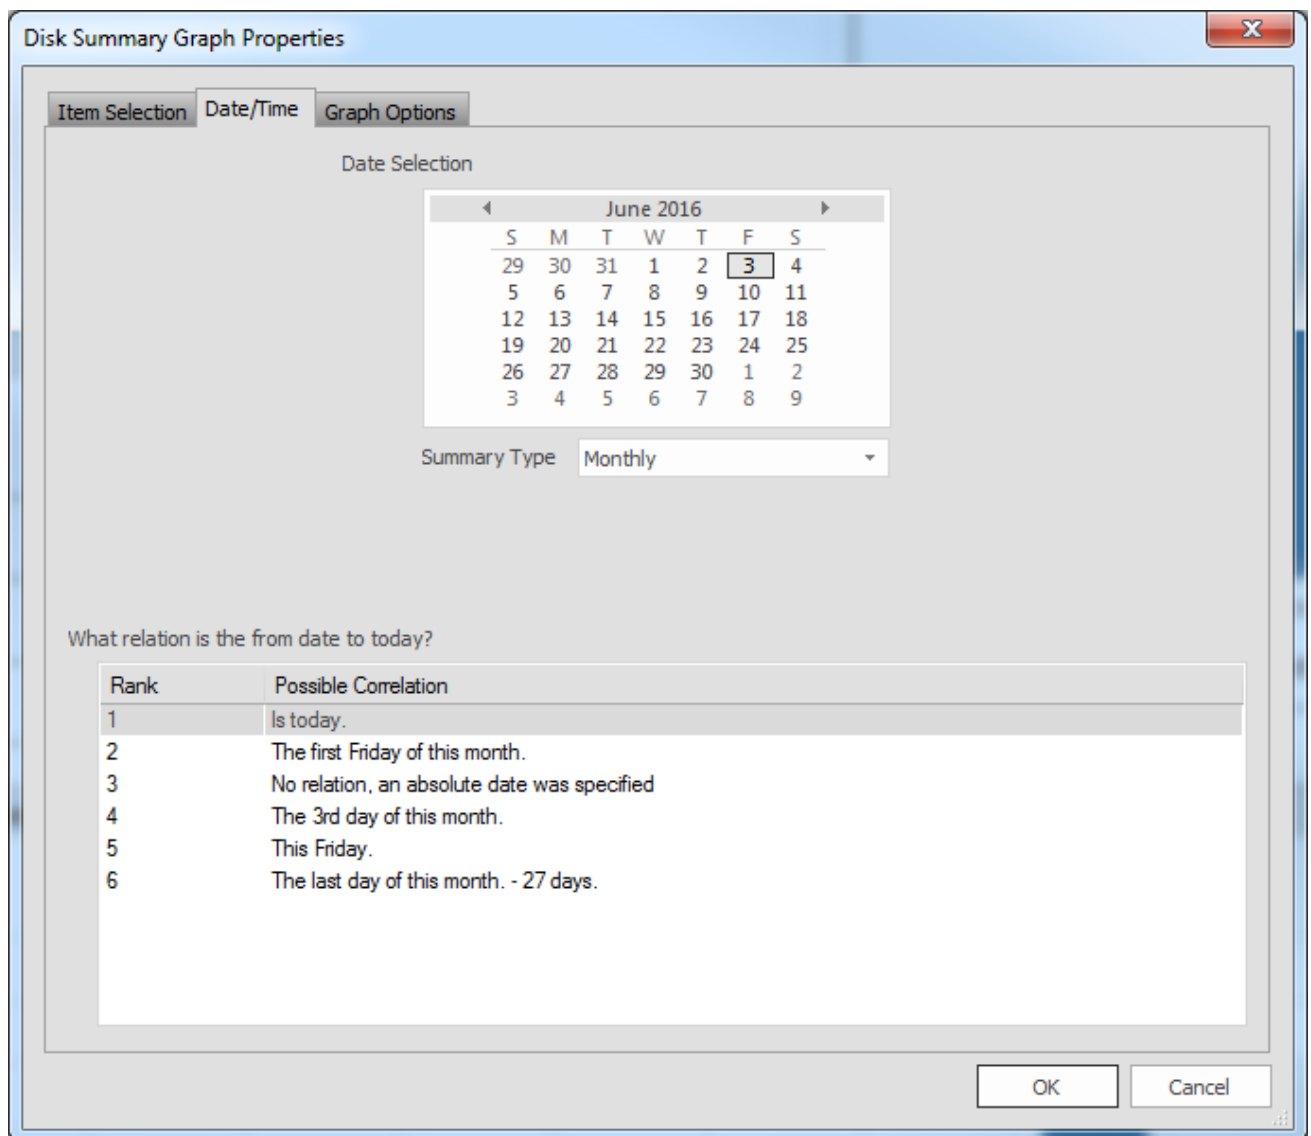 Disk Summary Graph Properties
Item Selection Date/Time Graph Options
Date Selection
June 2016
S M T W T F S
29 30 31 1 2 3 4
5 6 7 8 9 10 11
12 13 14 15 16 17 18
19 20 21 22 23 24 25
26 27 28 29 30 1 2
3 4 5 6 7 8 9
Summary Type Monthly
What relation is the from date to today?
Rank Possible Correlation
1 Is today.
2 The first Friday of this month.
3 No relation, an absolute date was specified
4 The 3rd day of this month.
5 This Friday.
6 The last day of this month. - 27 days.
OK Cancel